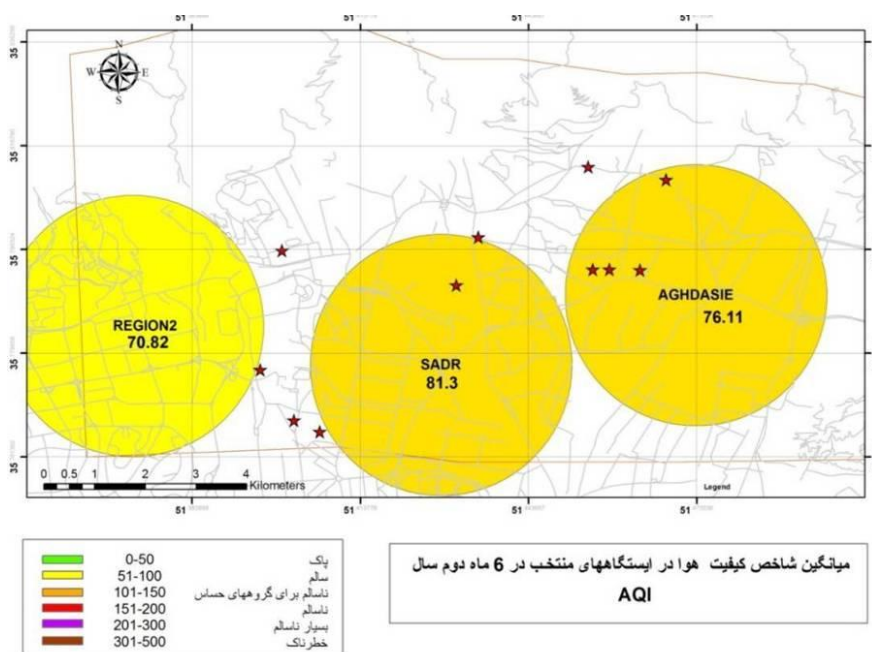 51 51 51 51
N
W E
S
35
35
35
35
35
REGION2
70.82
SADR
81.3
AGHDASIE
76.11
0 0.5 1 2 3 4
Kilometers
Legend
51 51 51 51
0-50 پاک
51-100 سالم
101-150 ناسالم برای گروههای حساس
151-200 ناسالم
201-300 بسیار ناسالم
301-500 خطرناک
میانگین شاخص کیفیت هوا در ایستگاههای منتخب در 6 ماه دوم سال
AQI